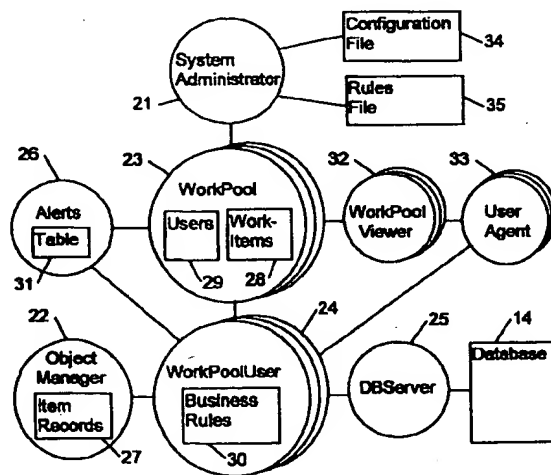 Configuration
File
34
System
Administrator
21
Rules
File
35
26
23
32
33
WorkPool
Alerts
Table
31
Users
Work-
Items
29
28
WorkPool
Viewer
User
Agent
22
24
25
14
Object
Manager
Item
Records
27
WorkPoolUser
Business
Rules
30
DBServer
Database